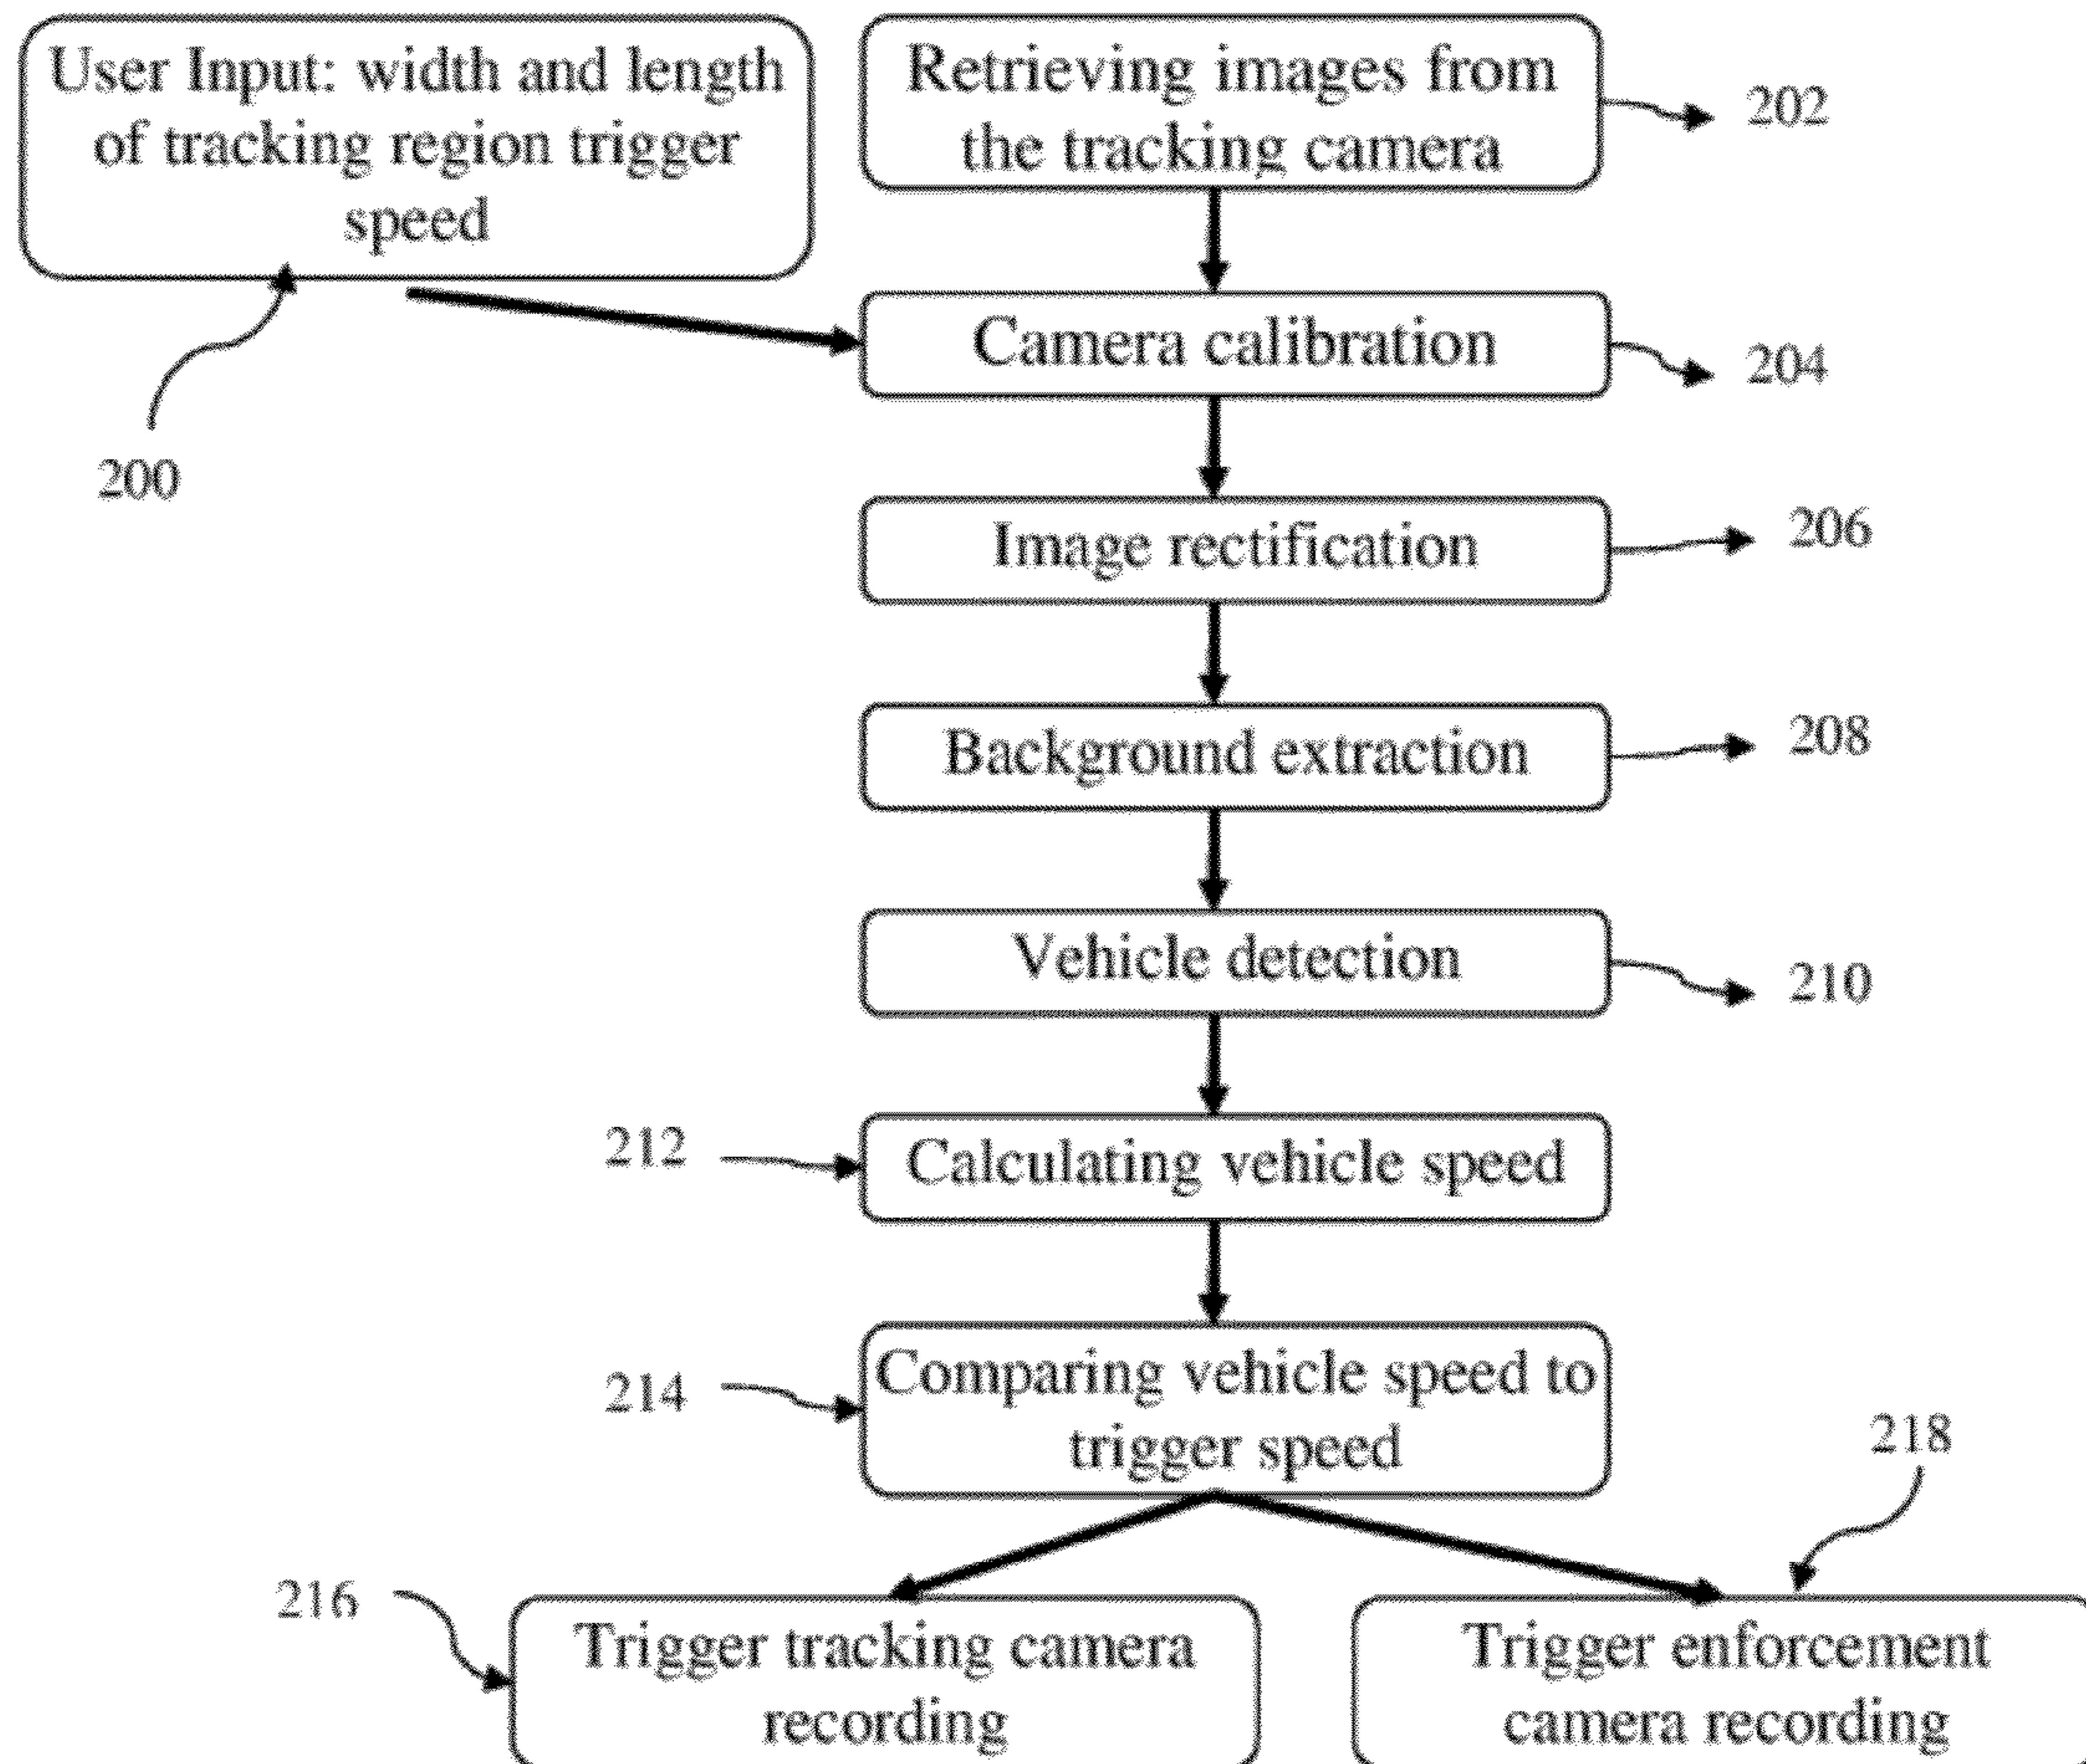 User Input: width and length
of tracking region trigger
speed
200
Retrieving images from
the tracking camera
202
Camera calibration
204
Image rectification
206
Background extraction
208
Vehicle detection
210
212
Calculating vehicle speed
214
Comparing vehicle speed to
trigger speed
218
216
Trigger tracking camera
recording
Trigger enforcement
camera recording